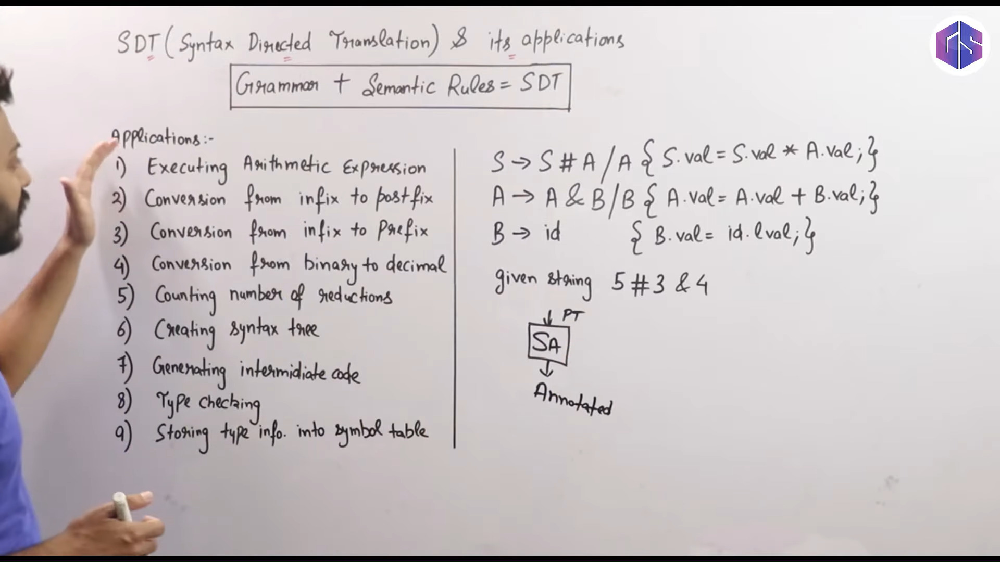 SDT (Syntax Directed Translation) & its applications
Grammar + Semantic Rules = SDT
Applications:-
1) Executing Arithmetic Expression
2) Conversion from infix to postfix
3) Conversion from infix to Prefix
4) Conversion from binary to decimal
5) Counting number of reductions
6) Creating syntax tree
7) Generating intermidiate code
8) Type checking
9) Storing type info. into symbol table
S → S # A / A { S.val = S.val * A.val; }
A → A & B / B { A.val = A.val + B.val; }
B → id { B.val = id.lval; }
given string 5 # 3 & 4
PT
SA
Annotated
GS